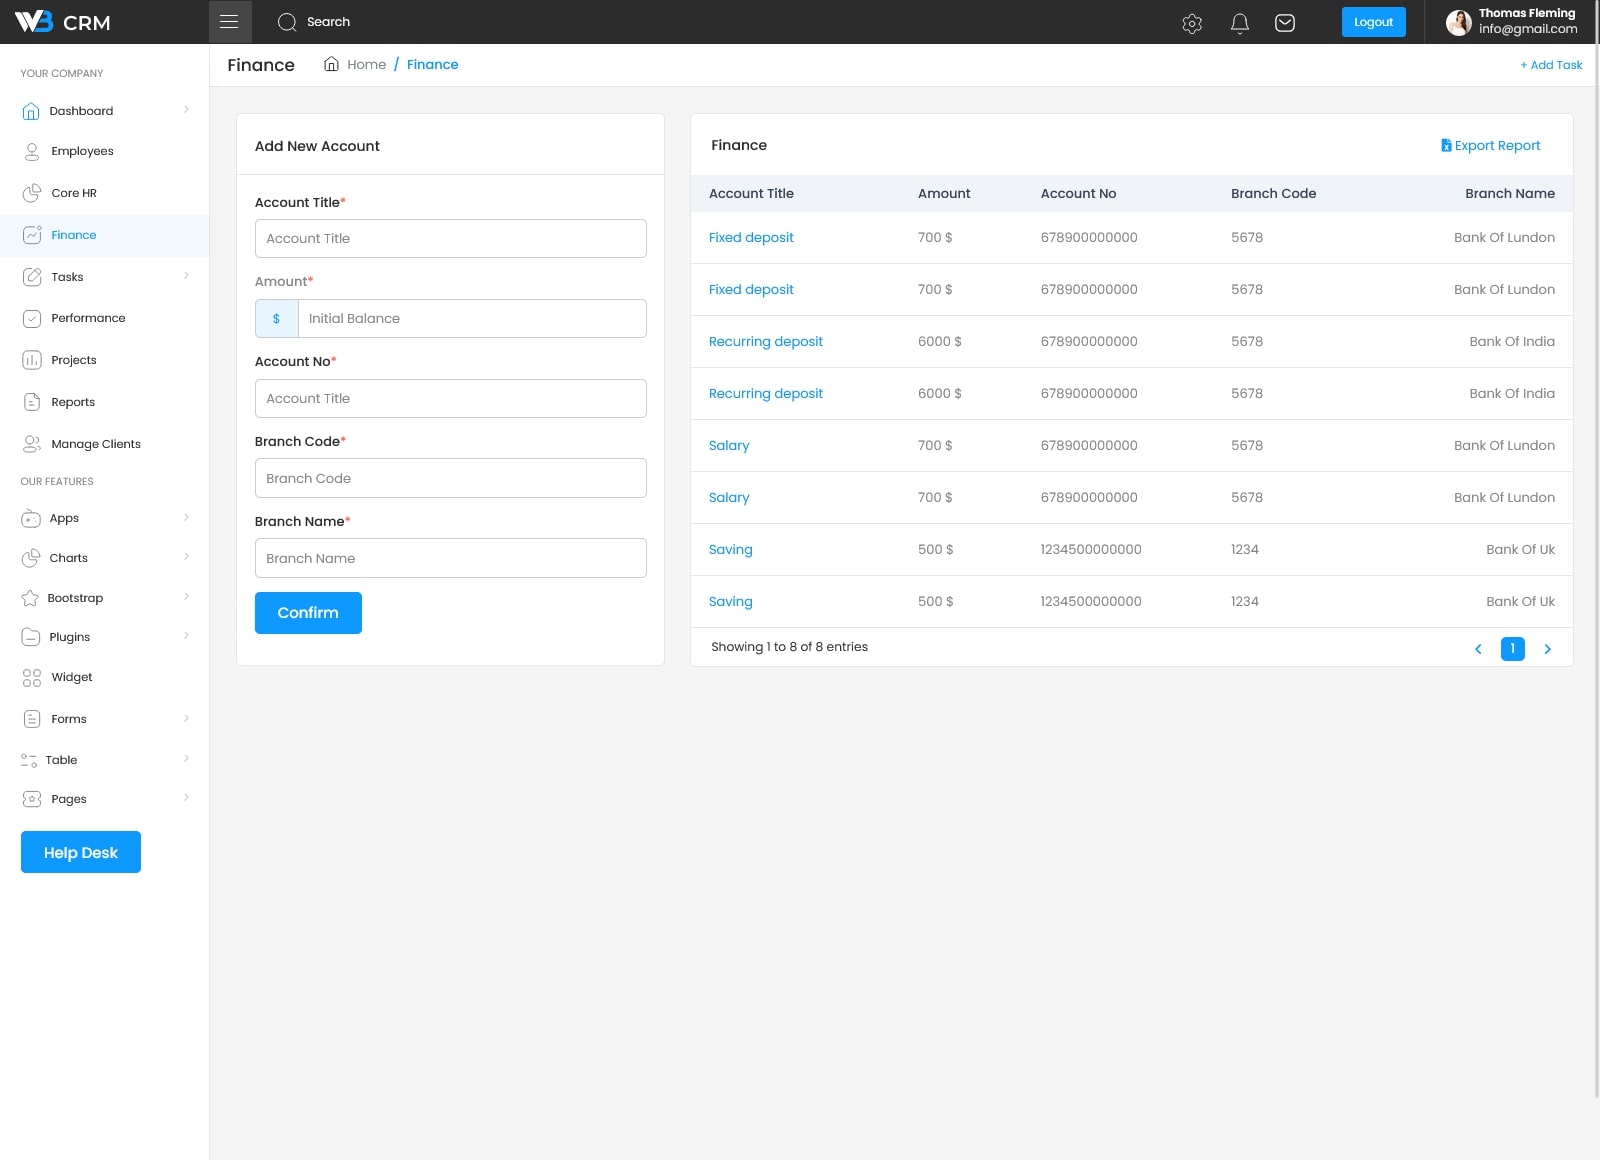 W3 CRM
Search
Logout
Thomas Fleming
info@gmail.com
Finance
Home / Finance
+ Add Task
YOUR COMPANY
Dashboard
Employees
Core HR
Finance
Tasks
Performance
Projects
Reports
Manage Clients
OUR FEATURES
Apps
Charts
Bootstrap
Plugins
Widget
Forms
Table
Pages
Help Desk
Add New Account
Account Title*
Account Title
Amount*
$ Initial Balance
Account No*
Account Title
Branch Code*
Branch Code
Branch Name*
Branch Name
Confirm
Finance
Export Report
Account Title Amount Account No Branch Code Branch Name
Fixed deposit 700 $ 678900000000 5678 Bank Of Lundon
Fixed deposit 700 $ 678900000000 5678 Bank Of Lundon
Recurring deposit 6000 $ 678900000000 5678 Bank Of India
Recurring deposit 6000 $ 678900000000 5678 Bank Of India
Salary 700 $ 678900000000 5678 Bank Of Lundon
Salary 700 $ 678900000000 5678 Bank Of Lundon
Saving 500 $ 1234500000000 1234 Bank Of Uk
Saving 500 $ 1234500000000 1234 Bank Of Uk
Showing 1 to 8 of 8 entries
1